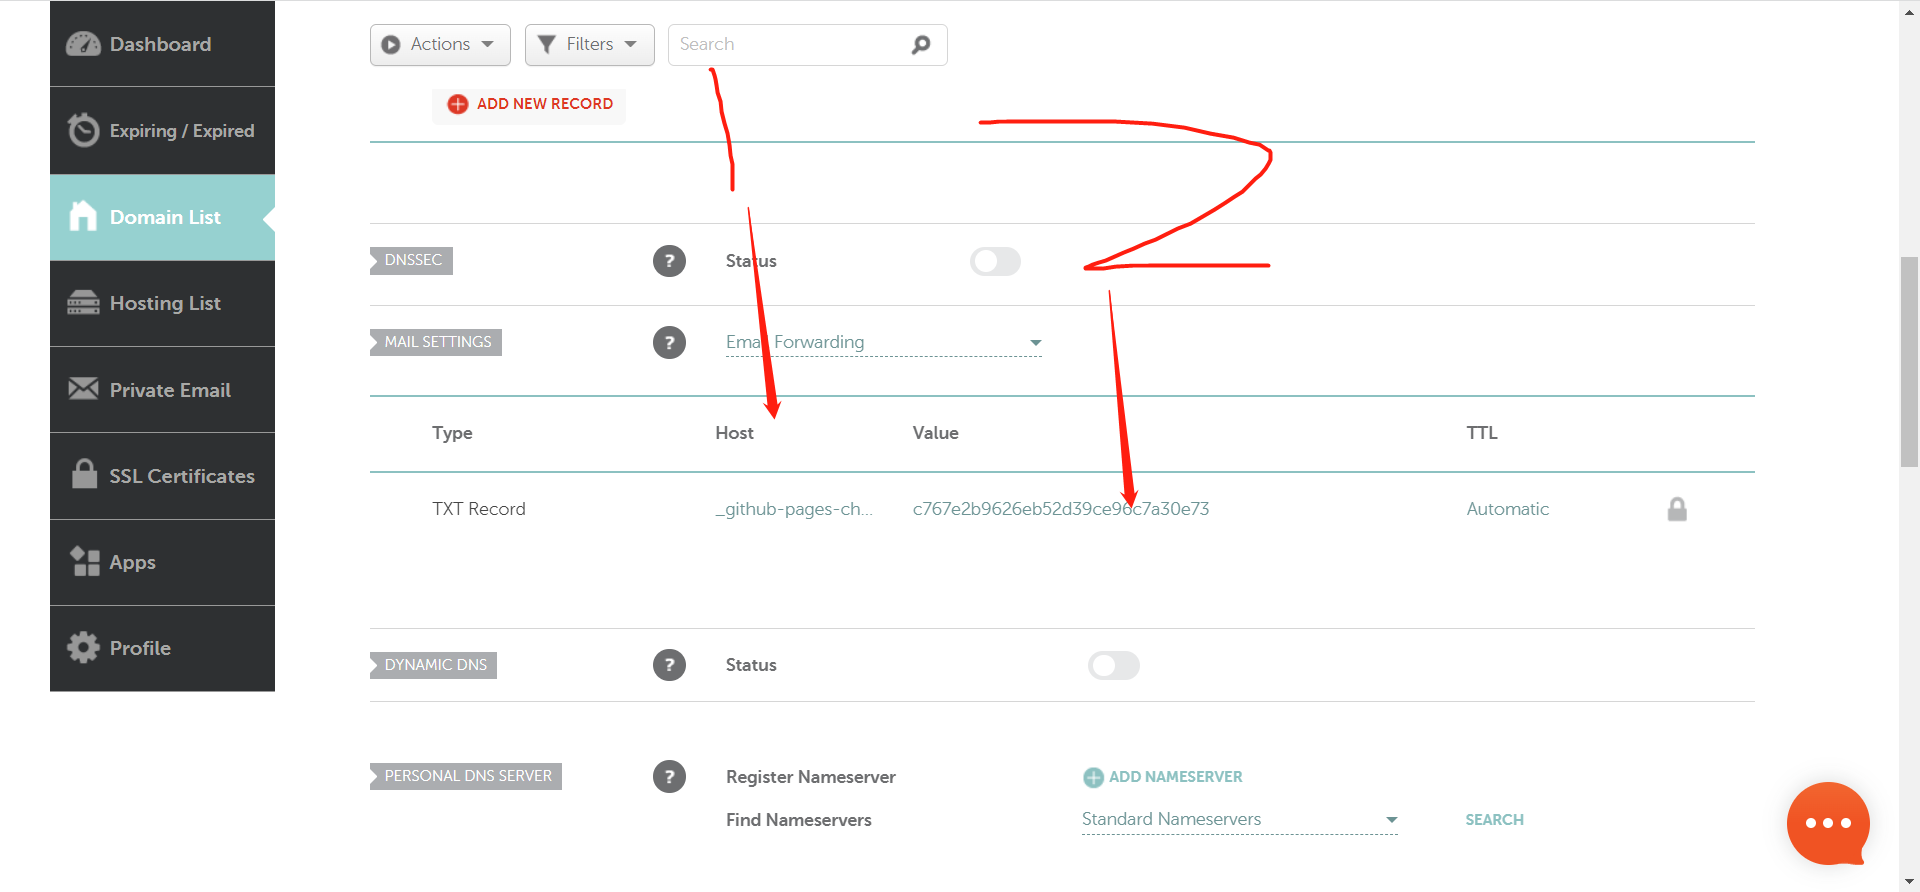 Dashboard
Expiring / Expired
Domain List
Hosting List
Private Email
SSL Certificates
Apps
Profile
Actions Filters Search
ADD NEW RECORD
1 2
DNSSEC ? Status
MAIL SETTINGS ? Email Forwarding
Type Host Value TTL
TXT Record _github-pages-ch... c767e2b9626eb52d39ce96c7a30e73 Automatic
DYNAMIC DNS ? Status
PERSONAL DNS SERVER ? Register Nameserver ADD NAMESERVER
Find Nameservers Standard Nameservers SEARCH